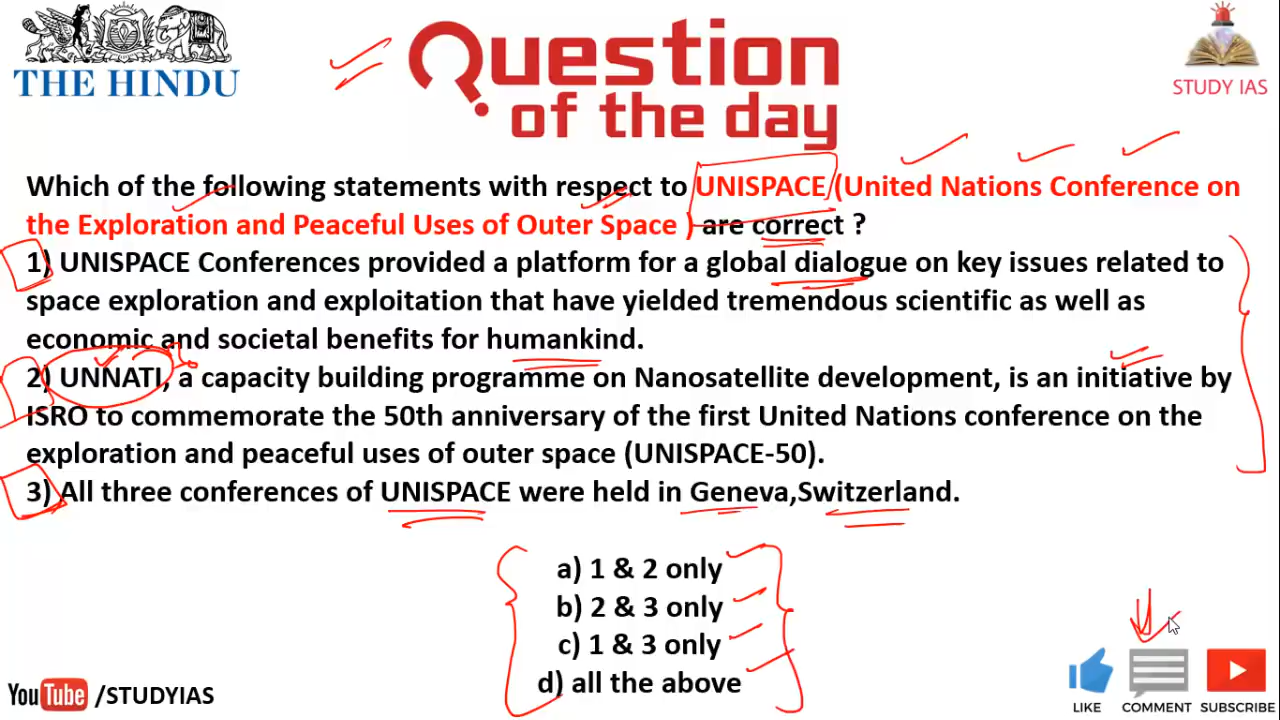 THE HINDU
Question
of the day
STUDY IAS
Which of the following statements with respect to UNISPACE (United Nations Conference on
the Exploration and Peaceful Uses of Outer Space ) are correct ?
1) UNISPACE Conferences provided a platform for a global dialogue on key issues related to
space exploration and exploitation that have yielded tremendous scientific as well as
economic and societal benefits for humankind.
2) UNNATI, a capacity building programme on Nanosatellite development, is an initiative by
ISRO to commemorate the 50th anniversary of the first United Nations conference on the
exploration and peaceful uses of outer space (UNISPACE-50).
3) All three conferences of UNISPACE were held in Geneva,Switzerland.
a) 1 & 2 only
b) 2 & 3 only
c) 1 & 3 only
d) all the above
YouTube/STUDYIAS
LIKE COMMENT SUBSCRIBE